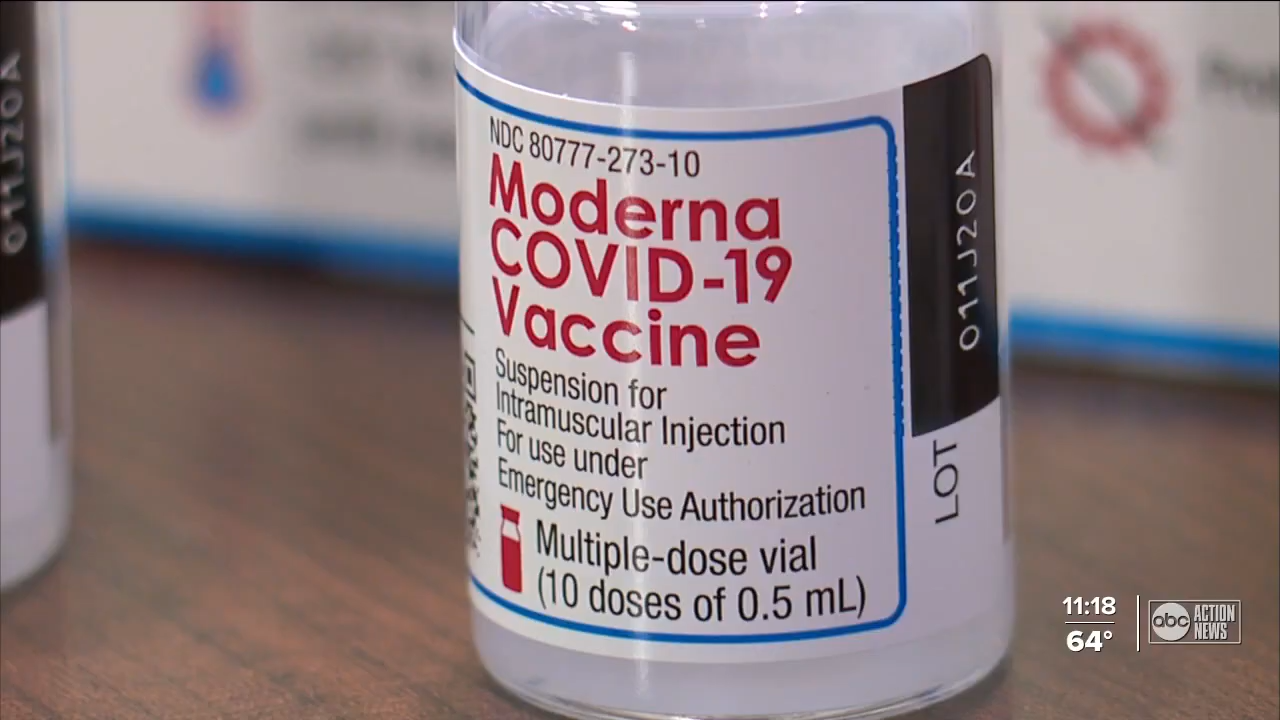 011J20A
NDC 80777-273-10
Moderna
COVID-19
Vaccine
Suspension for
Intramuscular Injection
For use under
Emergency Use Authorization
Multiple-dose vial
(10 doses of 0.5 mL)
LOT 011J20A
11:18
64°
abc ACTION
NEWS